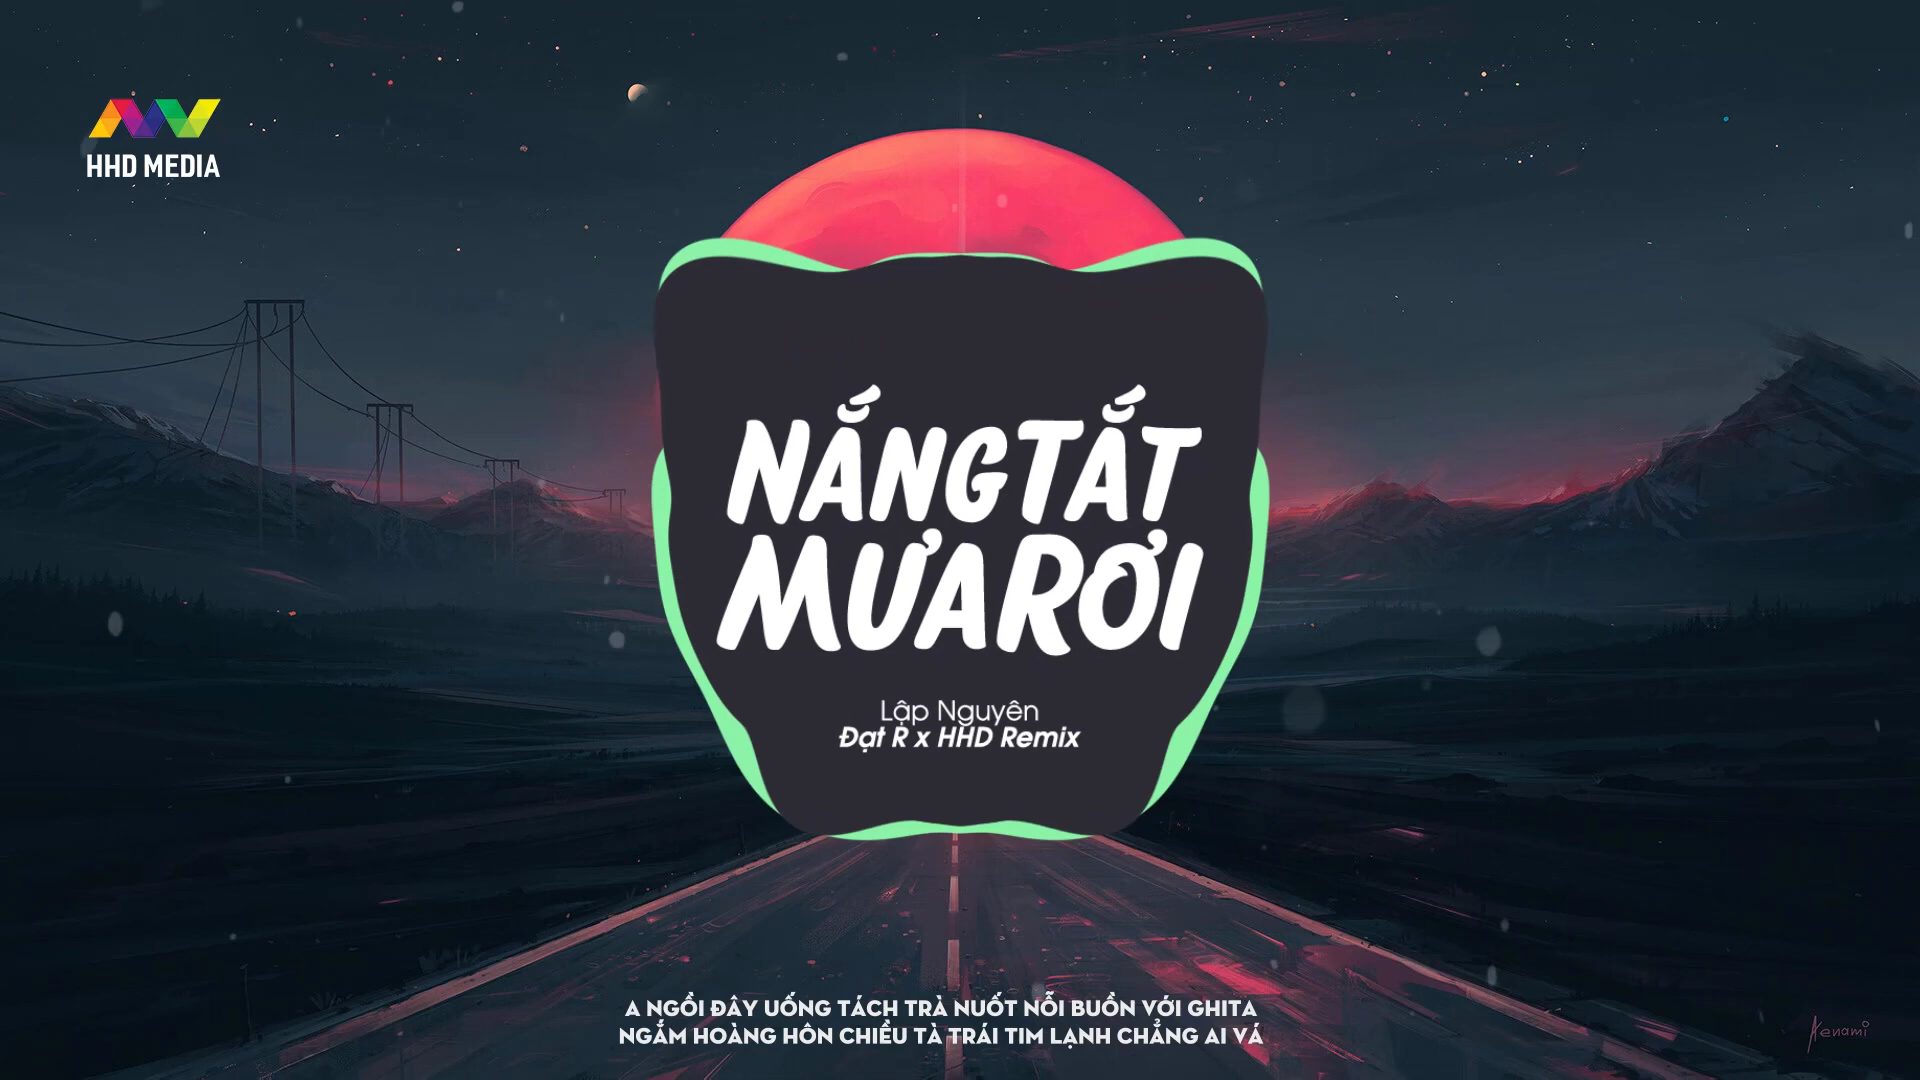 HHD MEDIA
NẮNG TẮT
MƯA RƠI
Lập Nguyên
Đạt R x HHD Remix
A NGỒI ĐÂY UỐNG TÁCH TRÀ NUỐT NỖI BUỒN VỚI GHITA
NGẮM HOÀNG HÔN CHIỀU TÀ TRÁI TIM LẠNH CHẲNG AI VÁ
Aenami